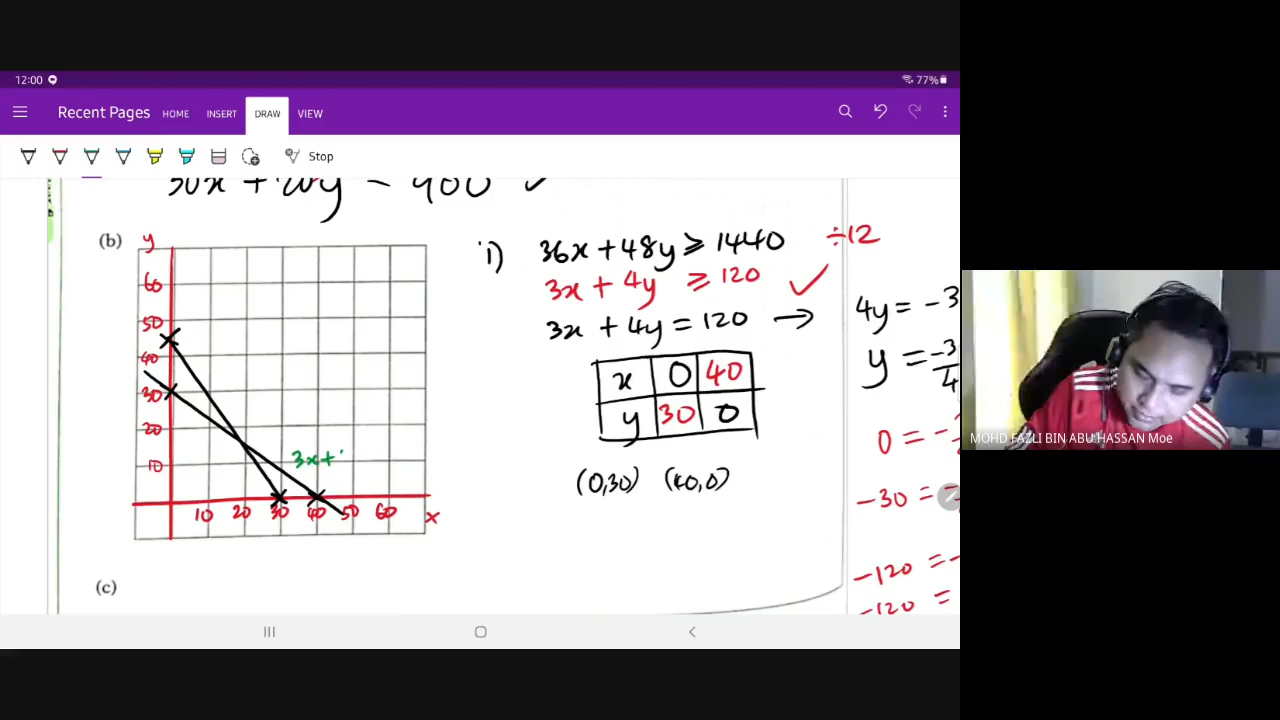 12:00 77%
Recent Pages HOME INSERT DRAW VIEW
Stop
(b) y
60
50
40
30
20
10
10 20 30 40 50 60 x
3x+
i) 36x + 48y ≥ 1440 ÷12
3x + 4y ≥ 120 ✓
3x + 4y = 120 →
x 0 40
y 30 0
(0,30) (40,0)
4y = -3
y = -3/4
0 = -
-30 =
-120 = -
-120 =
(c)
MOHD FAZLI BIN ABU HASSAN Moe